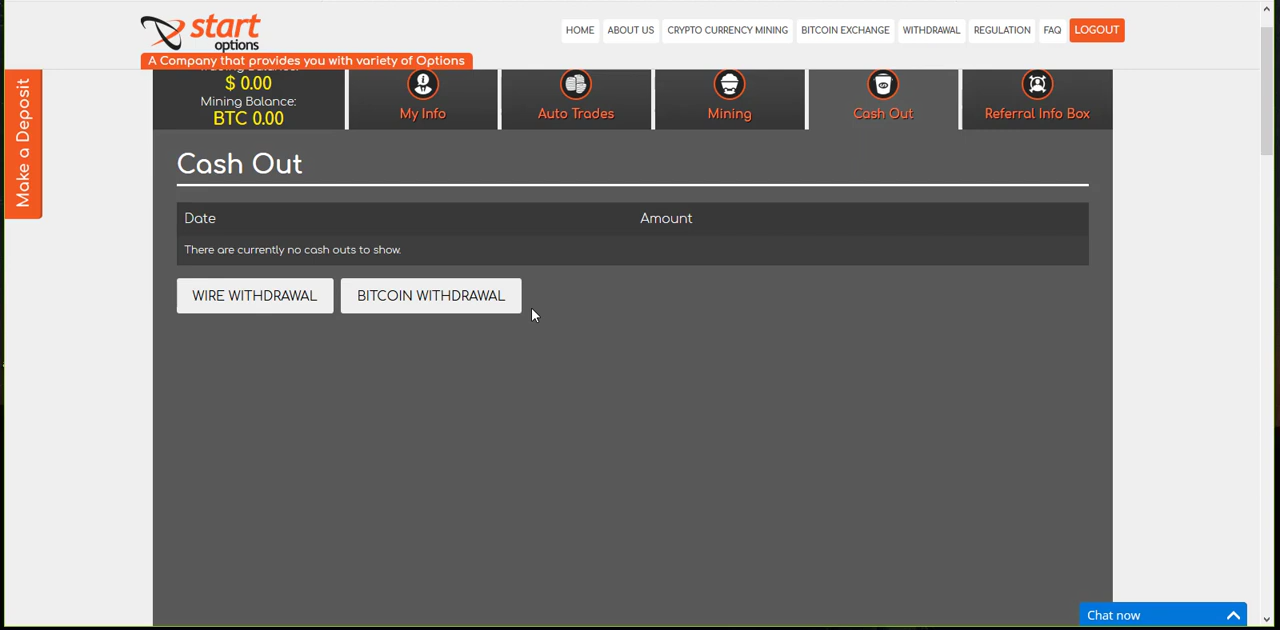 start
options
A Company that provides you with variety of Options
HOME
ABOUT US
CRYPTO CURRENCY MINING
BITCOIN EXCHANGE
WITHDRAWAL
REGULATION
FAQ
LOGOUT
Make a Deposit
$ 0.00
Mining Balance:
BTC 0.00
My Info
Auto Trades
Mining
Cash Out
Referral Info Box
Cash Out
Date
Amount
There are currently no cash outs to show.
WIRE WITHDRAWAL
BITCOIN WITHDRAWAL
Chat now